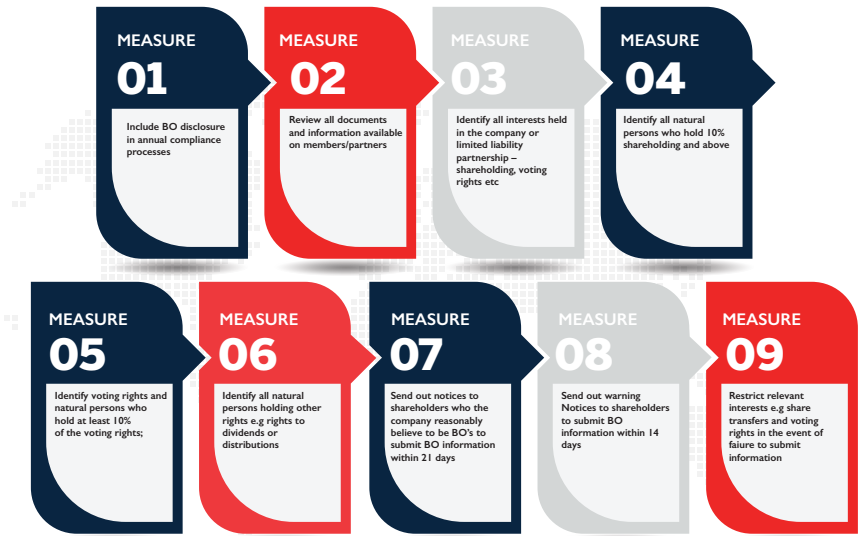 MEASURE
01
Include BO disclosure
in annual compliance
processes
MEASURE
02
Review all documents
and information available
on members/partners
MEASURE
03
Identify all interests held
in the company or
limited liability
partnership –
shareholding, voting
rights etc
MEASURE
04
Identify all natural
persons who hold 10%
shareholding and above
MEASURE
05
Identify voting rights and
natural persons who
hold at least 10%
of the voting rights;
MEASURE
06
Identify all natural
persons holding other
rights e.g rights to
dividends or
distributions
MEASURE
07
Send out notices to
shareholders who the
company reasonably
believe to be BO's to
submit BO information
within 21 days
MEASURE
08
Send out warning
Notices to shareholders
to submit BO
information within 14
days
MEASURE
09
Restrict relevant
interests e.g share
transfers and voting
rights in the event of
faiure to submit
information